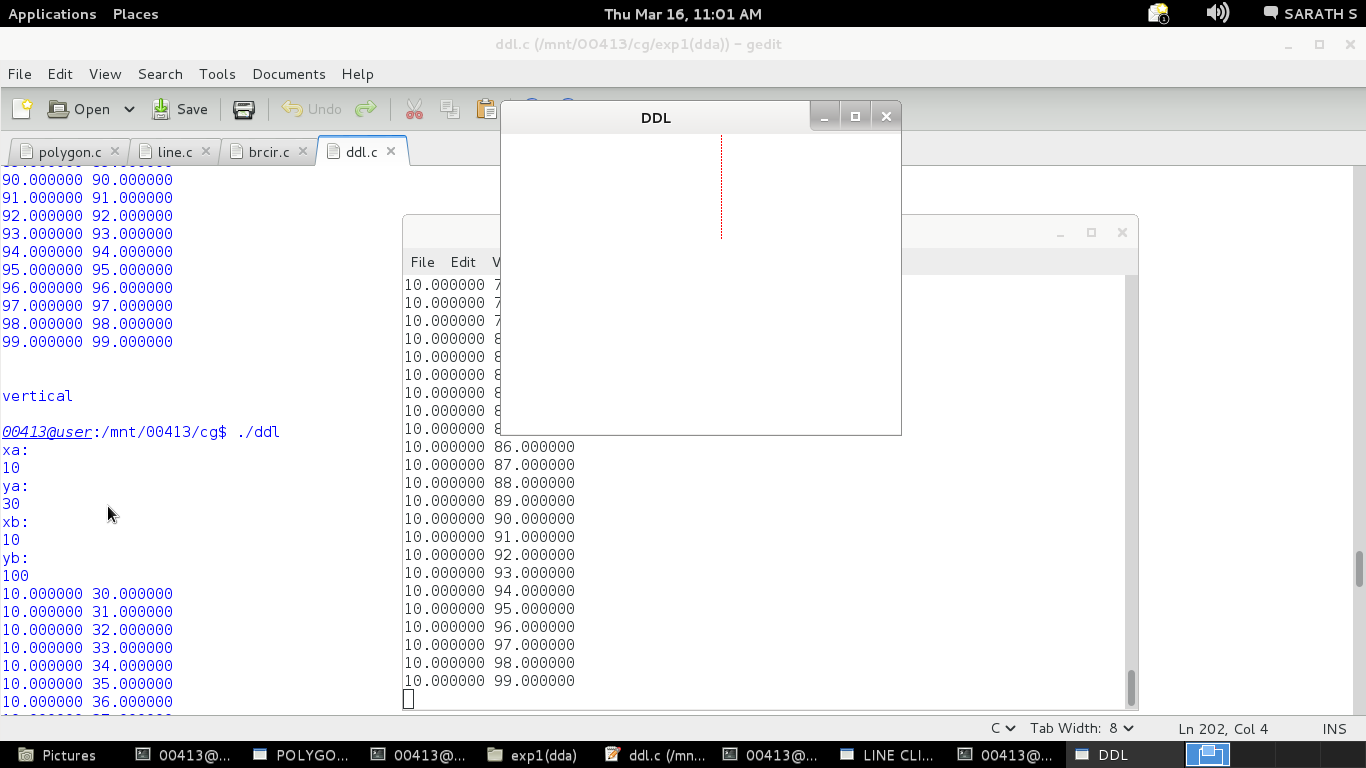 Applications Places Thu Mar 16, 11:01 AM 1 SARATH S
ddl.c (/mnt/00413/cg/exp1(dda)) - gedit
File Edit View Search Tools Documents Help
Open Save Undo
polygon.c line.c brcir.c ddl.c
90.000000 90.000000
91.000000 91.000000
92.000000 92.000000
93.000000 93.000000
94.000000 94.000000
95.000000 95.000000
96.000000 96.000000
97.000000 97.000000
98.000000 98.000000
99.000000 99.000000
vertical
00413@user:/mnt/00413/cg$ ./ddl
xa:
10
ya:
30
xb:
10
yb:
100
10.000000 30.000000
10.000000 31.000000
10.000000 32.000000
10.000000 33.000000
10.000000 34.000000
10.000000 35.000000
10.000000 36.000000
DDL
File Edit V
10.000000 7
10.000000 7
10.000000 7
10.000000 8
10.000000 8
10.000000 8
10.000000 8
10.000000 8
10.000000 8
10.000000 86.000000
10.000000 87.000000
10.000000 88.000000
10.000000 89.000000
10.000000 90.000000
10.000000 91.000000
10.000000 92.000000
10.000000 93.000000
10.000000 94.000000
10.000000 95.000000
10.000000 96.000000
10.000000 97.000000
10.000000 98.000000
10.000000 99.000000
C Tab Width: 8 Ln 202, Col 4 INS
Pictures 00413@... POLYGO... 00413@... exp1(dda) ddl.c (/mn... 00413@... LINE CLI... 00413@... DDL